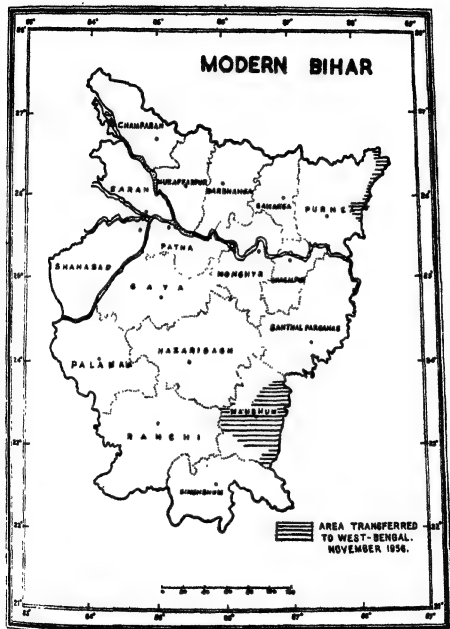 MODERN BIHAR
CHAMPARAN
SARAN
MUZAFFARPUR
DARBHANGA
SAHARSA
PURNEA
PATNA
SHAHABAD
GAYA
MONGHYR
BHAGALPUR
SANTHAL PARGANAS
PALAMAU
HAZARIBAGH
MANBHUM
RANCHI
SINGHBHUM
AREA TRANSFERRED
TO WEST-BENGAL.
NOVEMBER 1956.